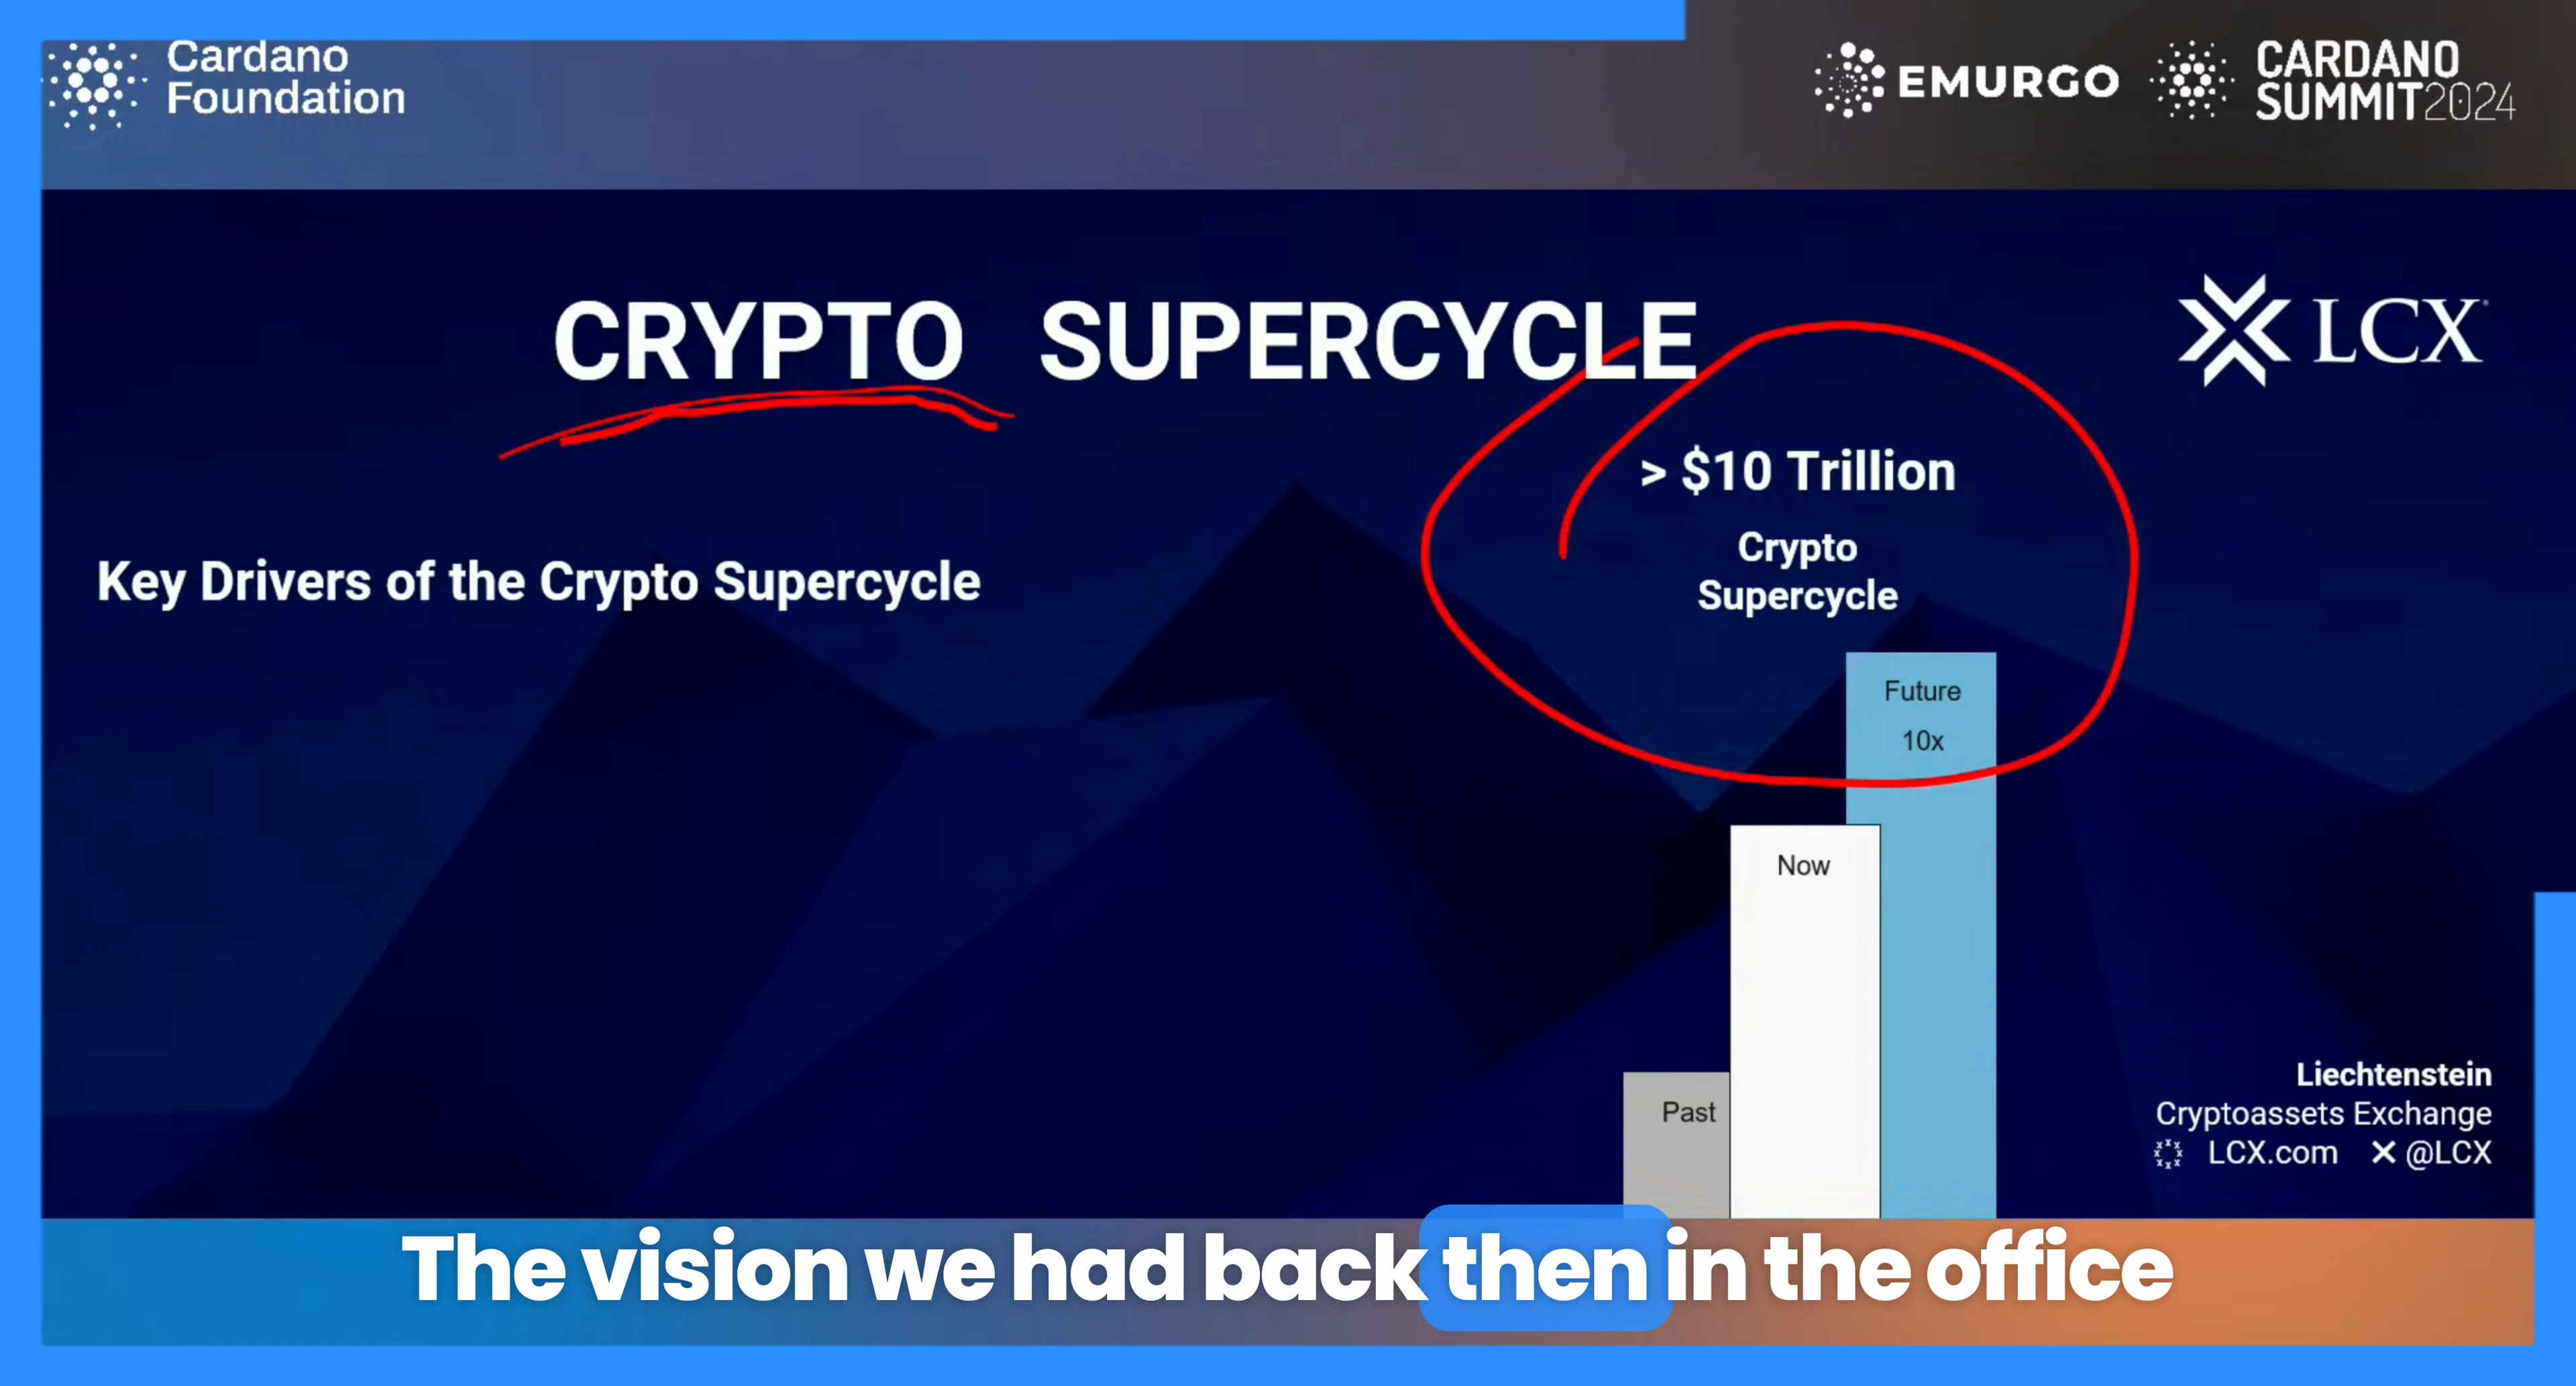 Cardano
Foundation
EMURGO
CARDANO
SUMMIT2024
CRYPTO SUPERCYCLE
LCX
> $10 Trillion
Crypto
Supercycle
Key Drivers of the Crypto Supercycle
Future
10x
Now
Past
Liechtenstein
Cryptoassets Exchange
LCX.com X @LCX
The vision we had back then in the office